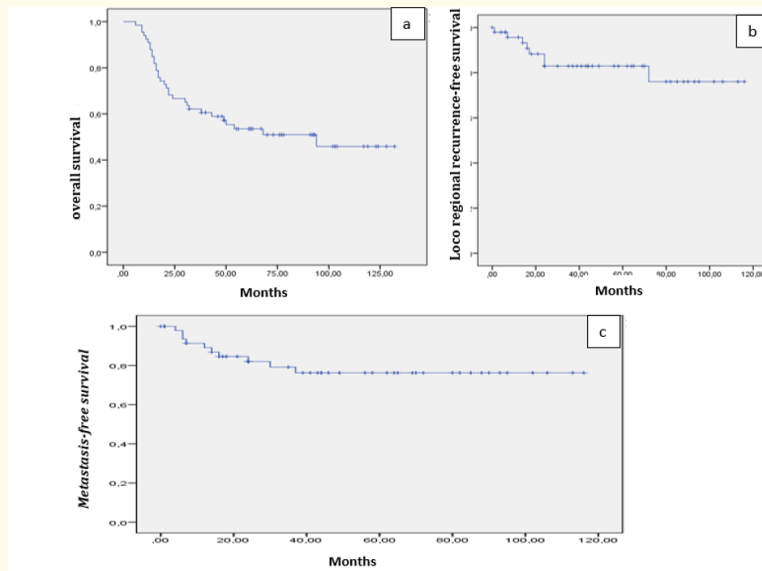 a
overall survival
1,0
0,8
0,6
0,4
0,2
0,0
,00 25,00 50,00 75,00 100,00 125,00
Months
b
Loco regional recurrence-free survival
,00 20,00 40,00 100,00 120,00
Months
c
Metastasis-free survival
1,0
0,8
0,6
0,4
0,2
0,0
,00 20,00 40,00 60,00 80,00 100,00 120,00
Months